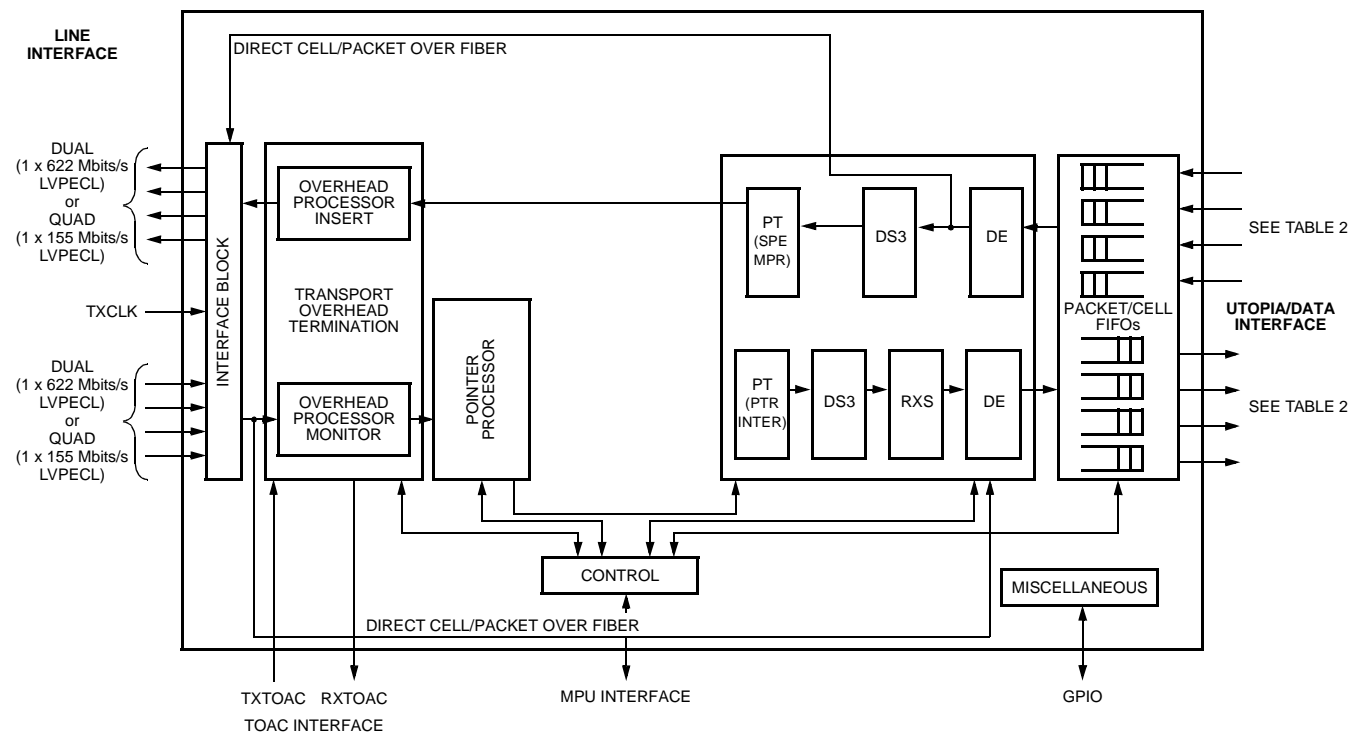 LINE
INTERFACE
DIRECT CELL/PACKET OVER FIBER
DUAL
(1 x 622 Mbits/s
LVPECL)
or
QUAD
(1 x 155 Mbits/s
LVPECL)
TXCLK
DUAL
(1 x 622 Mbits/s
LVPECL)
or
QUAD
(1 x 155 Mbits/s
LVPECL)
INTERFACE BLOCK
OVERHEAD
PROCESSOR
INSERT
TRANSPORT
OVERHEAD
TERMINATION
OVERHEAD
PROCESSOR
MONITOR
POINTER
PROCESSOR
PT
(SPE
MPR)
DS3
DE
PT
(PTR
INTER)
DS3
RXS
DE
PACKET/CELL
FIFOs
SEE TABLE 2
UTOPIA/DATA
INTERFACE
SEE TABLE 2
CONTROL
MISCELLANEOUS
DIRECT CELL/PACKET OVER FIBER
TXTOAC RXTOAC
TOAC INTERFACE
MPU INTERFACE
GPIO